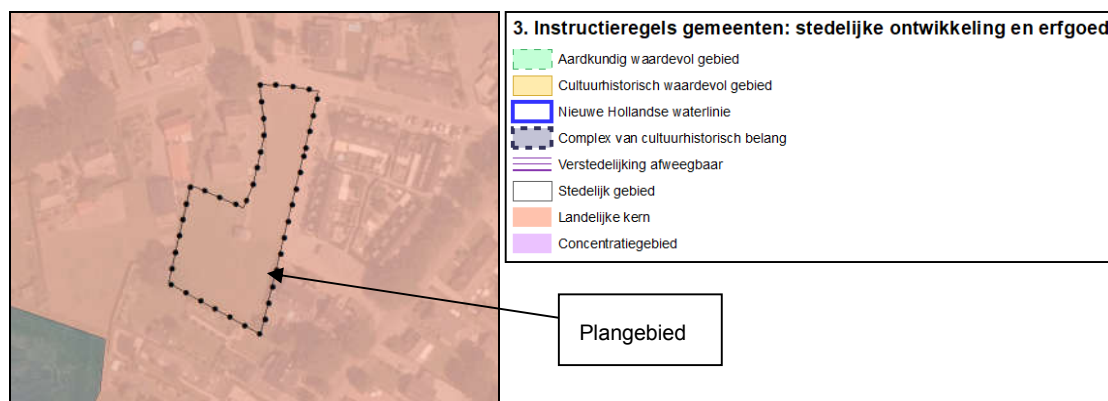 3. Instructieregels gemeenten: stedelijke ontwikkeling en erfgoed
Aardkundig waardevol gebied
Cultuurhistorisch waardevol gebied
Nieuwe Hollandse waterlinie
Complex van cultuurhistorisch belang
Verstedelijking afweegbaar
Stedelijk gebied
Landelijke kern
Concentratiegebied
Plangebied